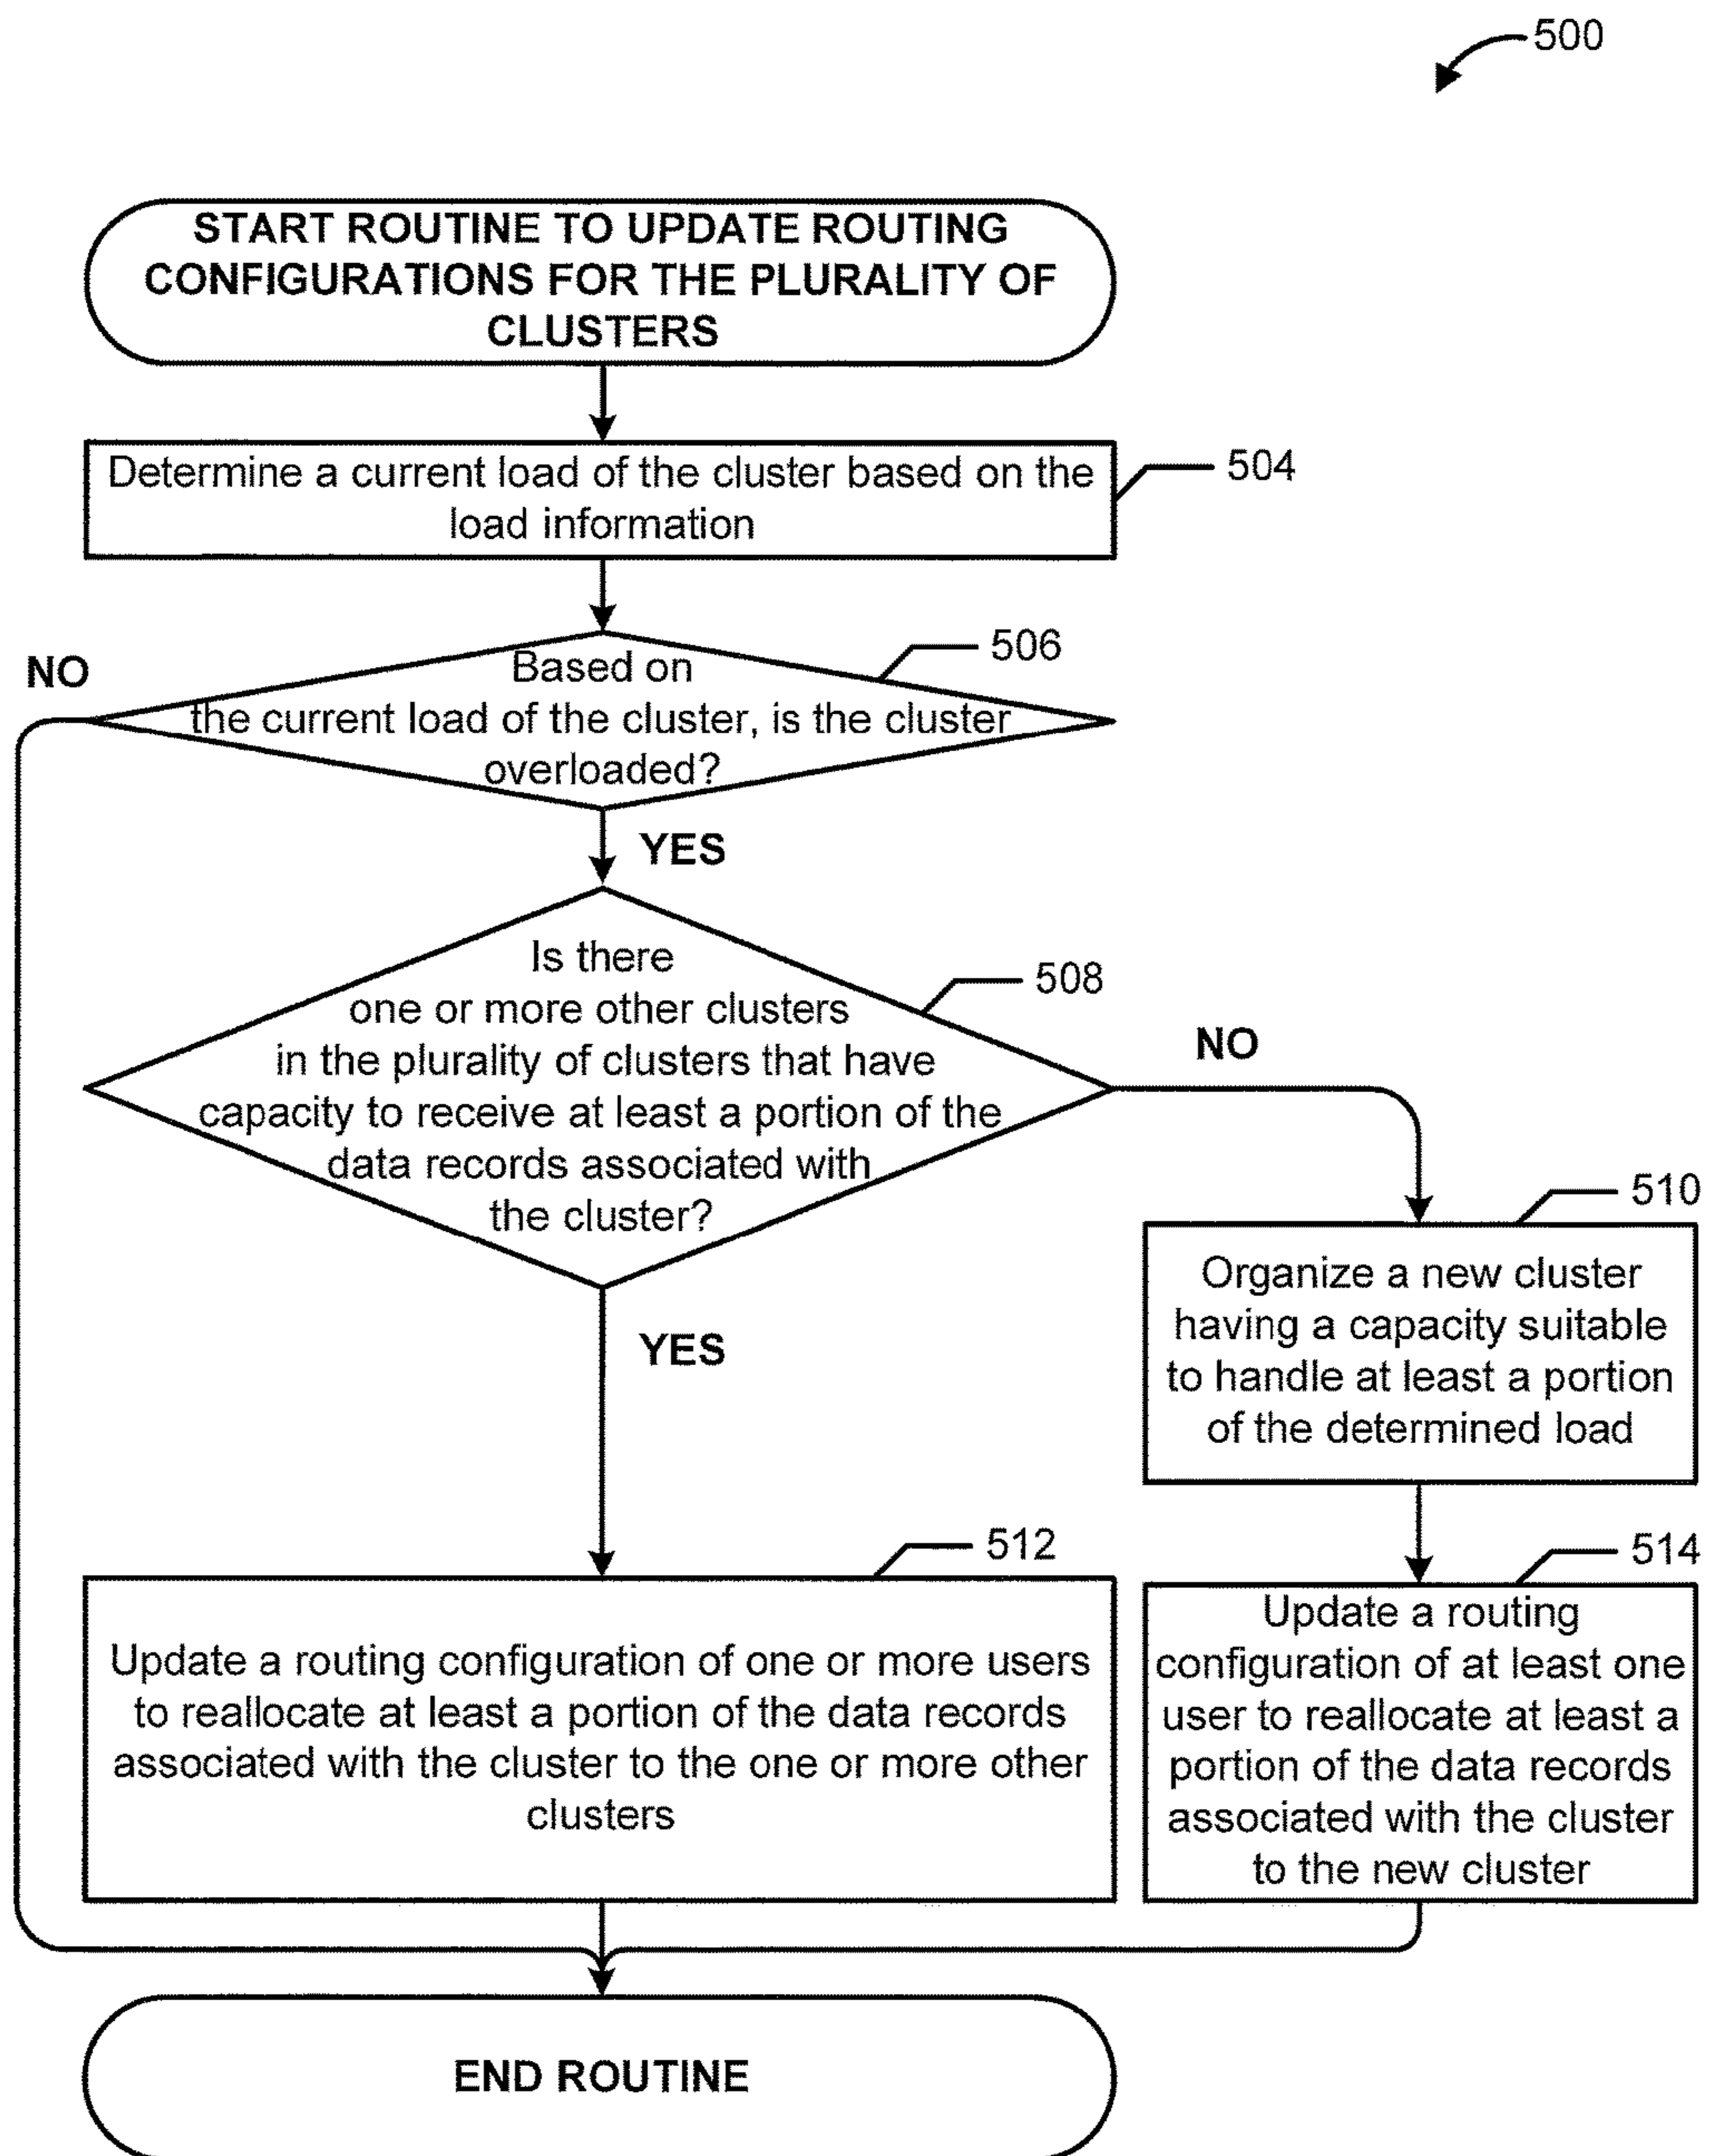 500
START ROUTINE TO UPDATE ROUTING
CONFIGURATIONS FOR THE PLURALITY OF
CLUSTERS
Determine a current load of the cluster based on the
load information
504
506
NO
Based on
the current load of the cluster, is the cluster
overloaded?
YES
Is there
one or more other clusters
in the plurality of clusters that have
capacity to receive at least a portion of the
data records associated with
the cluster?
508
NO
YES
510
Organize a new cluster
having a capacity suitable
to handle at least a portion
of the determined load
512
Update a routing configuration of one or more users
to reallocate at least a portion of the data records
associated with the cluster to the one or more other
clusters
514
Update a routing
configuration of at least one
user to reallocate at least a
portion of the data records
associated with the cluster
to the new cluster
END ROUTINE